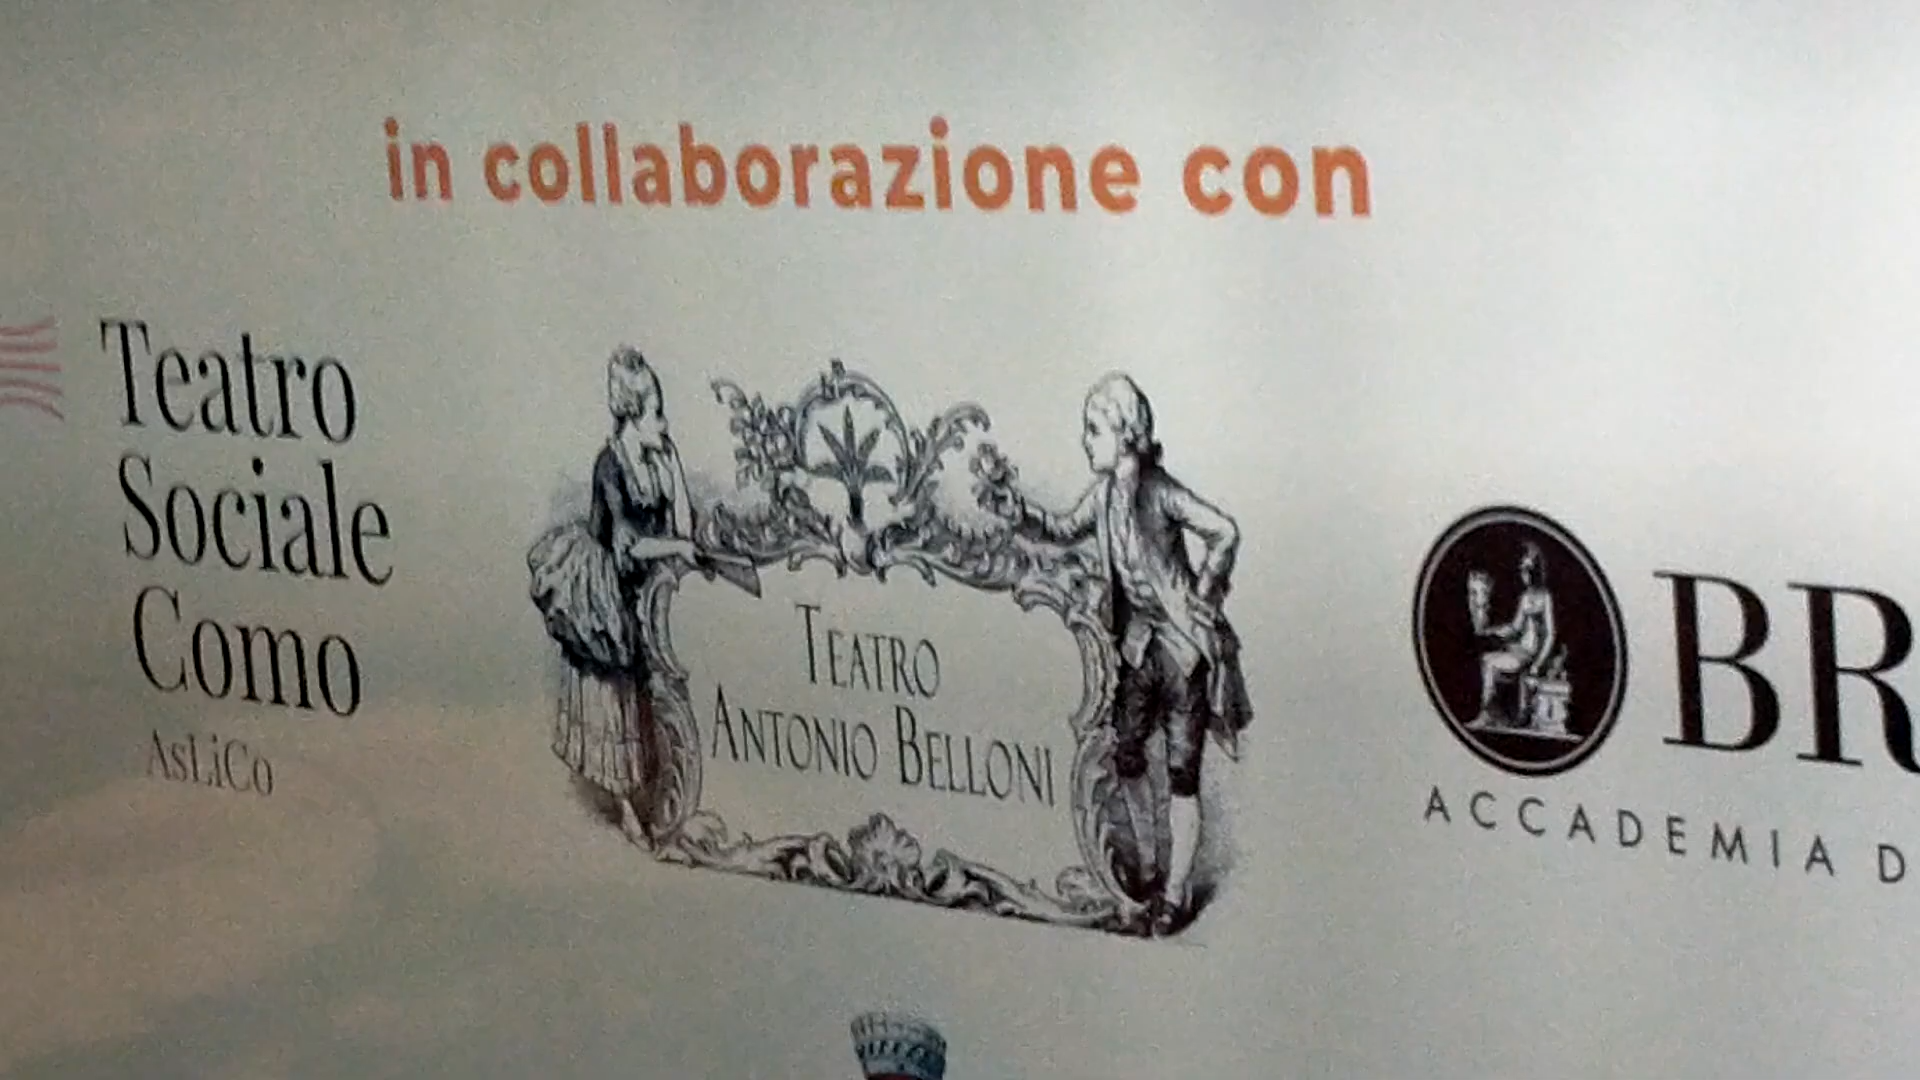 in collaborazione con
Teatro
Sociale
Como
AsLiCo
TEATRO
ANTONIO BELLONI
BR
ACCADEMIA D